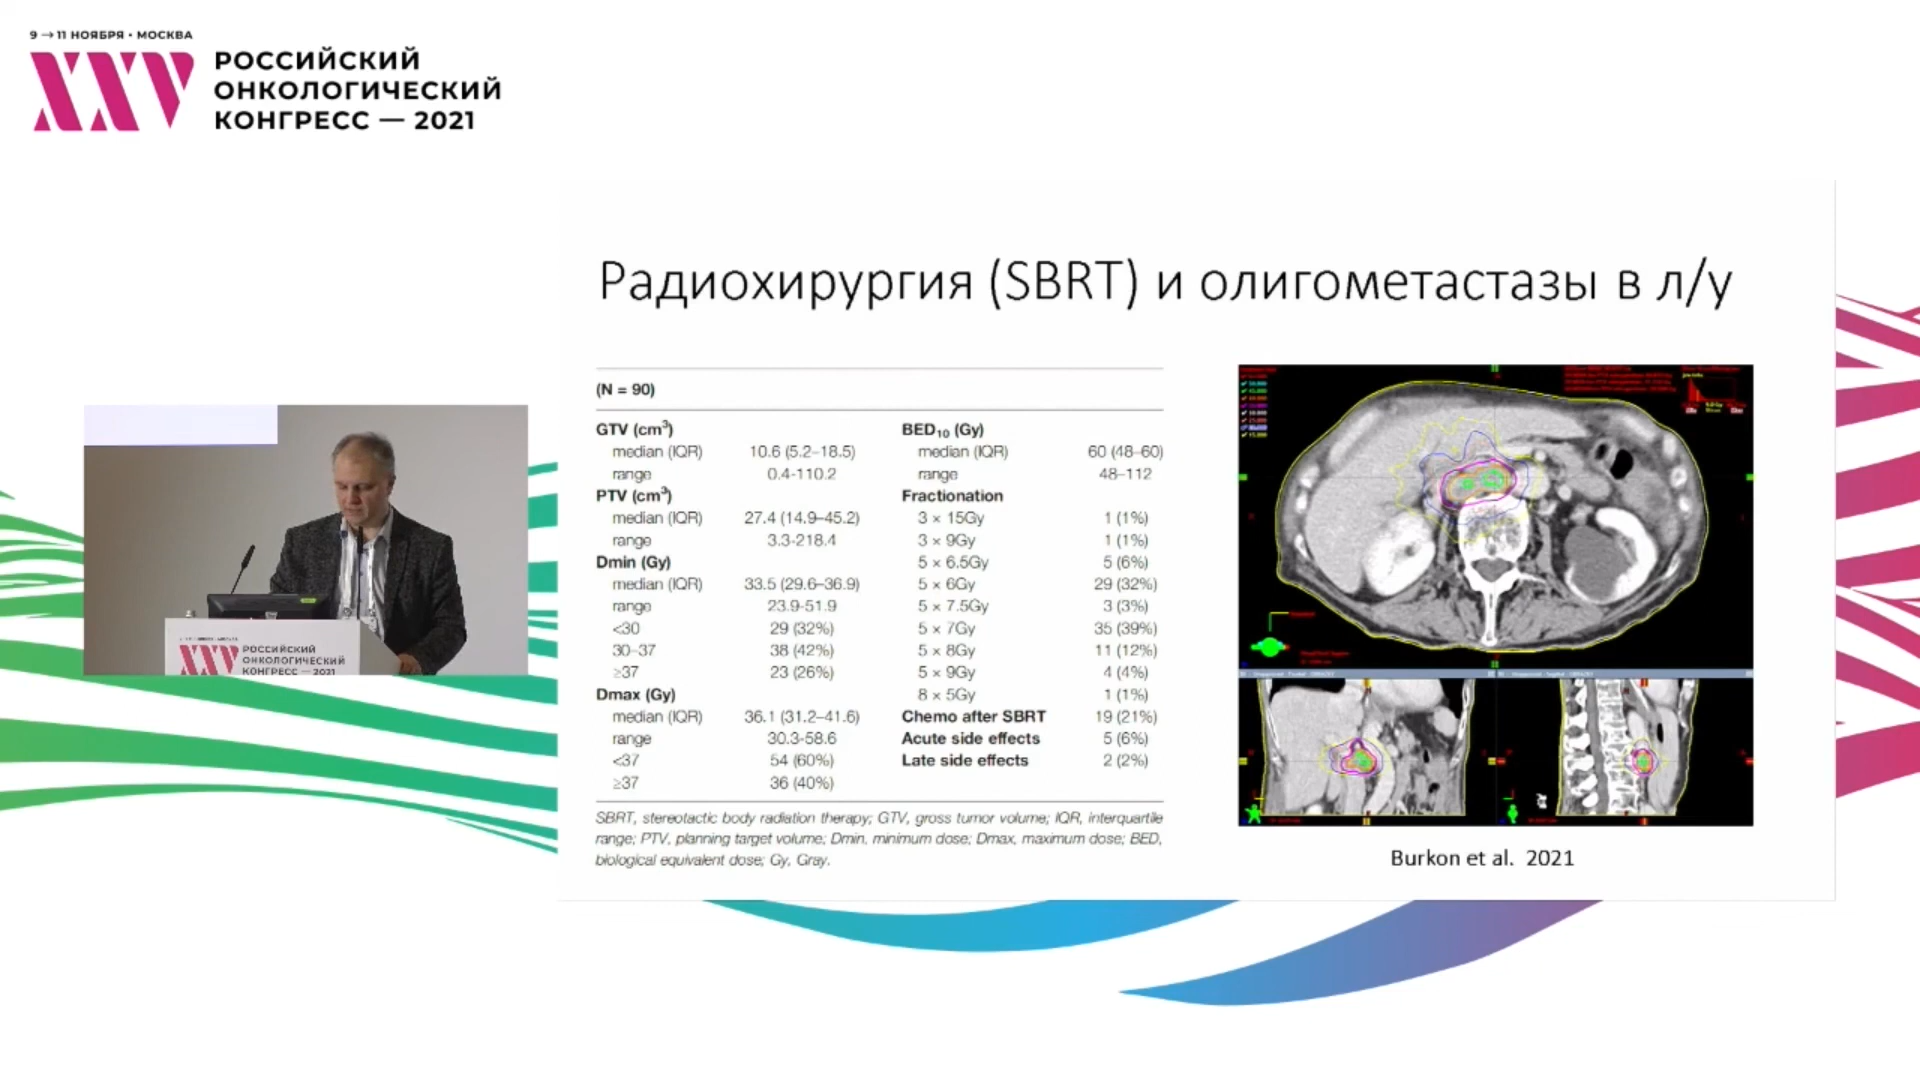 9 → 11 НОЯБРЯ • МОСКВА
XXV
РОССИЙСКИЙ
ОНКОЛОГИЧЕСКИЙ
КОНГРЕСС — 2021
Радиохирургия (SBRT) и олигометастазы в л/у
(N = 90)
GTV (cm³)
median (IQR) 10.6 (5.2–18.5)
range 0.4-110.2
PTV (cm³)
median (IQR) 27.4 (14.9–45.2)
range 3.3-218.4
Dmin (Gy)
median (IQR) 33.5 (29.6–36.9)
range 23.9-51.9
<30 29 (32%)
30–37 38 (42%)
≥37 23 (26%)
Dmax (Gy)
median (IQR) 36.1 (31.2–41.6)
range 30.3-58.6
<37 54 (60%)
≥37 36 (40%)
BED₁₀ (Gy)
median (IQR) 60 (48–60)
range 48–112
Fractionation
3 × 15Gy 1 (1%)
3 × 9Gy 1 (1%)
5 × 6.5Gy 5 (6%)
5 × 6Gy 29 (32%)
5 × 7.5Gy 3 (3%)
5 × 7Gy 35 (39%)
5 × 8Gy 11 (12%)
5 × 9Gy 4 (4%)
8 × 5Gy 1 (1%)
Chemo after SBRT 19 (21%)
Acute side effects 5 (6%)
Late side effects 2 (2%)
SBRT, stereotactic body radiation therapy; GTV, gross tumor volume; IQR, interquartile
range; PTV, planning target volume; Dmin, minimum dose; Dmax, maximum dose; BED,
biological equivalent dose; Gy, Gray.
Burkon et al. 2021
XXV
РОССИЙСКИЙ
ОНКОЛОГИЧЕСКИЙ
КОНГРЕСС — 2021